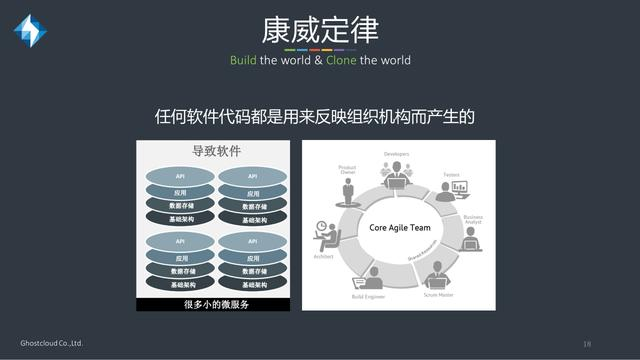 康威定律
Build the world & Clone the world
任何软件代码都是用来反映组织机构而产生的
导致软件
API
应用
数据存储
基础架构
API
应用
数据存储
基础架构
API
应用
数据存储
基础架构
API
应用
数据存储
基础架构
很多小的微服务
Developers
Product
Owner
Testers
Business
Analyst
Core Agile Team
Shared Resources
Architect
Build Engineer
Scrum Master
Ghostcloud Co.,Ltd.
18